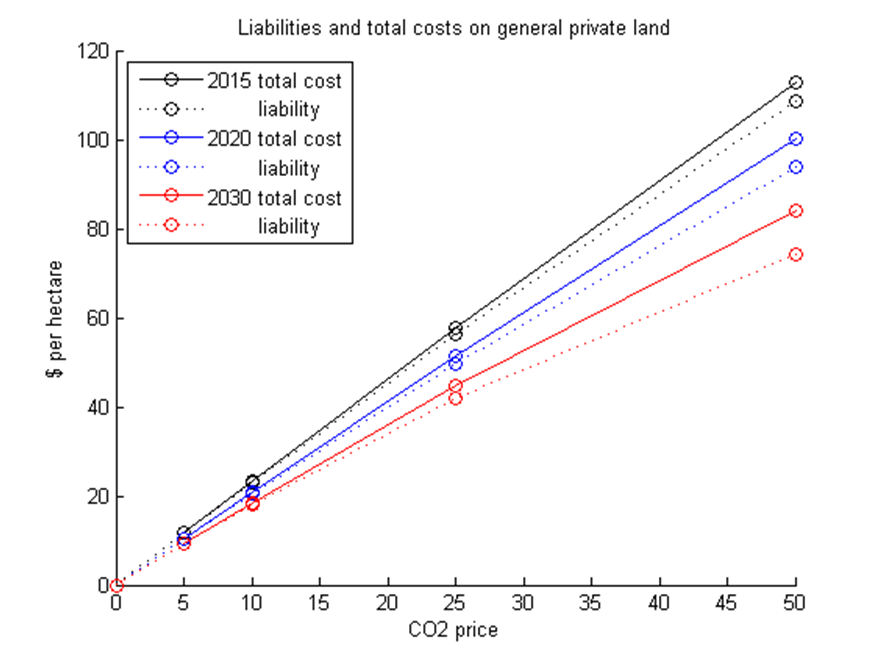 Liabilities and total costs on general private land
120
100
80
60
40
20
0
$ per hectare
2015 total cost
liability
2020 total cost
liability
2030 total cost
liability
0 5 10 15 20 25 30 35 40 45 50
CO2 price